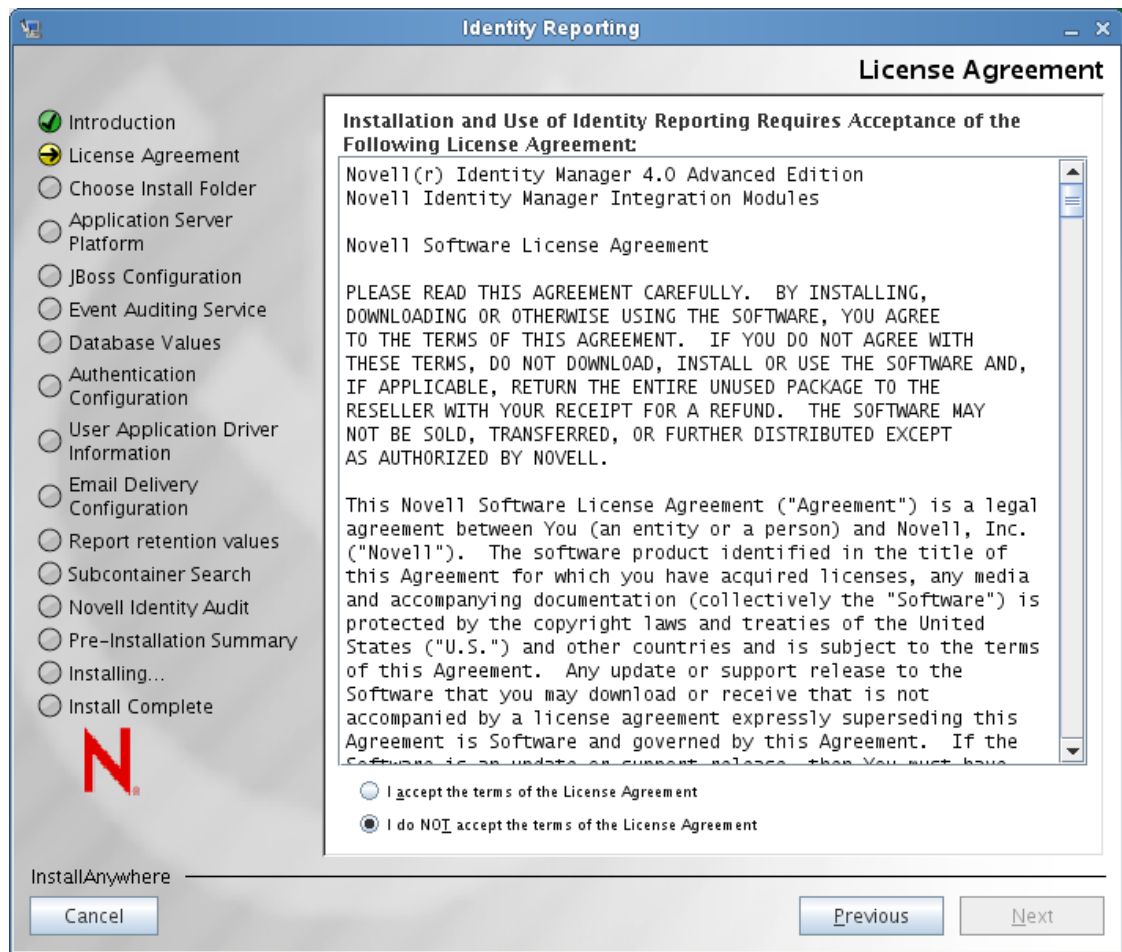 Identity Reporting
License Agreement
Introduction
License Agreement
Choose Install Folder
Application Server
Platform
JBoss Configuration
Event Auditing Service
Database Values
Authentication
Configuration
User Application Driver
Information
Email Delivery
Configuration
Report retention values
Subcontainer Search
Novell Identity Audit
Pre-Installation Summary
Installing...
Install Complete
N
Installation and Use of Identity Reporting Requires Acceptance of the
Following License Agreement:
Novell(r) Identity Manager 4.0 Advanced Edition
Novell Identity Manager Integration Modules
Novell Software License Agreement
PLEASE READ THIS AGREEMENT CAREFULLY.  BY INSTALLING,
DOWNLOADING OR OTHERWISE USING THE SOFTWARE, YOU AGREE
TO THE TERMS OF THIS AGREEMENT.  IF YOU DO NOT AGREE WITH
THESE TERMS, DO NOT DOWNLOAD, INSTALL OR USE THE SOFTWARE AND,
IF APPLICABLE, RETURN THE ENTIRE UNUSED PACKAGE TO THE
RESELLER WITH YOUR RECEIPT FOR A REFUND.  THE SOFTWARE MAY
NOT BE SOLD, TRANSFERRED, OR FURTHER DISTRIBUTED EXCEPT
AS AUTHORIZED BY NOVELL.
This Novell Software License Agreement ("Agreement") is a legal
agreement between You (an entity or a person) and Novell, Inc.
("Novell").  The software product identified in the title of
this Agreement for which you have acquired licenses, any media
and accompanying documentation (collectively the "Software") is
protected by the copyright laws and treaties of the United
States ("U.S.") and other countries and is subject to the terms
of this Agreement.  Any update or support release to the
Software that you may download or receive that is not
accompanied by a license agreement expressly superseding this
Agreement is Software and governed by this Agreement.  If the
Software is an update or support release, then You must have
I accept the terms of the License Agreement
I do NOT accept the terms of the License Agreement
InstallAnywhere
Cancel
Previous
Next